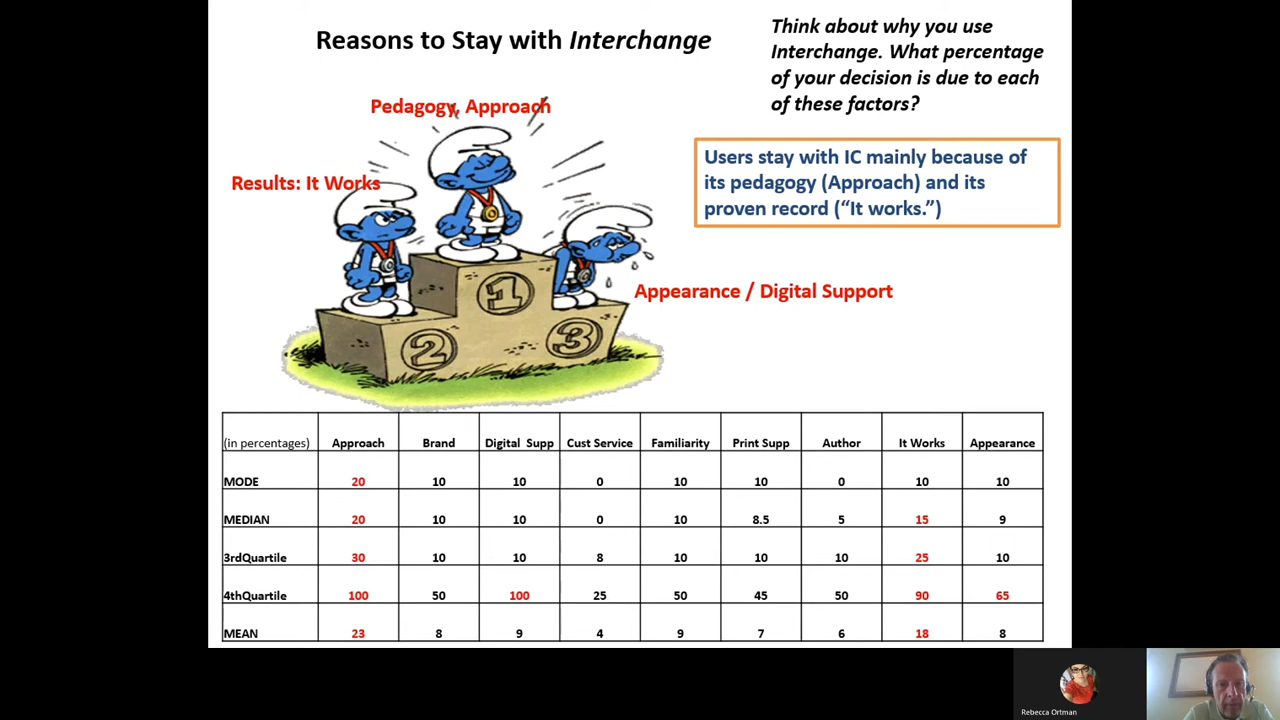 Reasons to Stay with Interchange
Think about why you use
Interchange. What percentage
of your decision is due to each
of these factors?
Pedagogy, Approach
Results: It Works
Users stay with IC mainly because of
its pedagogy (Approach) and its
proven record (“It works.”)
Appearance / Digital Support
1
2
3
(in percentages) Approach Brand Digital Supp Cust Service Familiarity Print Supp Author It Works Appearance
MODE 20 10 10 0 10 10 0 10 10
MEDIAN 20 10 10 0 10 8.5 5 15 9
3rdQuartile 30 10 10 8 10 10 10 25 10
4thQuartile 100 50 100 25 50 45 50 90 65
MEAN 23 8 9 4 9 7 6 18 8
Rebecca Ortman